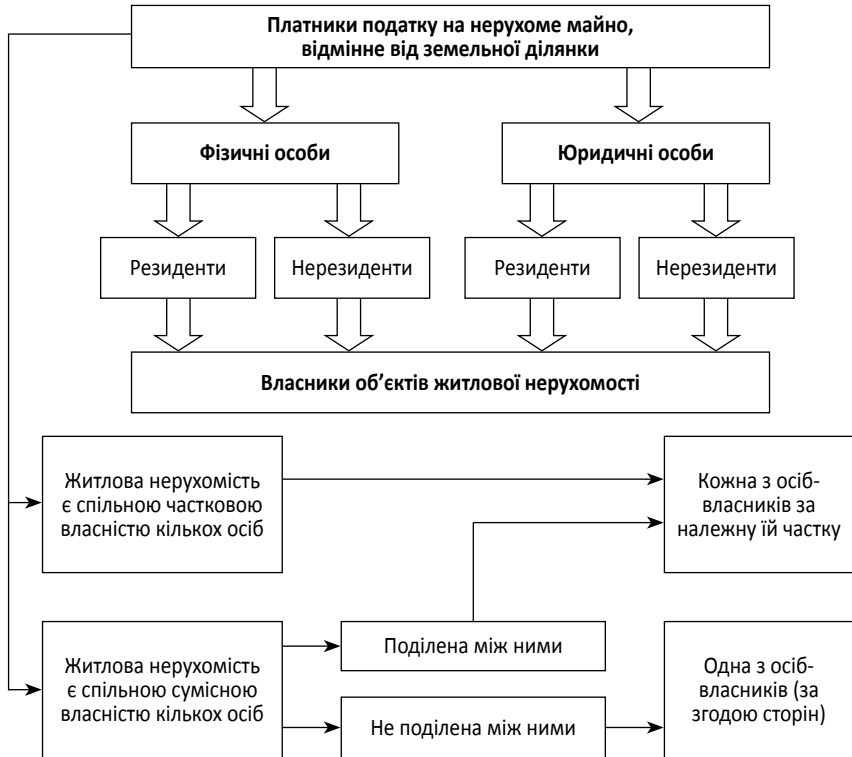 Платники податку на нерухоме майно,
відмінне від земельної ділянки
Фізичні особи
Юридичні особи
Резиденти
Нерезиденти
Резиденти
Нерезиденти
Власники об’єктів житлової нерухомості
Житлова нерухомість
є спільною частковою
власністю кількох осіб
Кожна з осіб-
власників за
належну їй частку
Житлова нерухомість
є спільною сумісною
власністю кількох осіб
Поділена між ними
Не поділена між ними
Одна з осіб-
власників (за
згодою сторін)